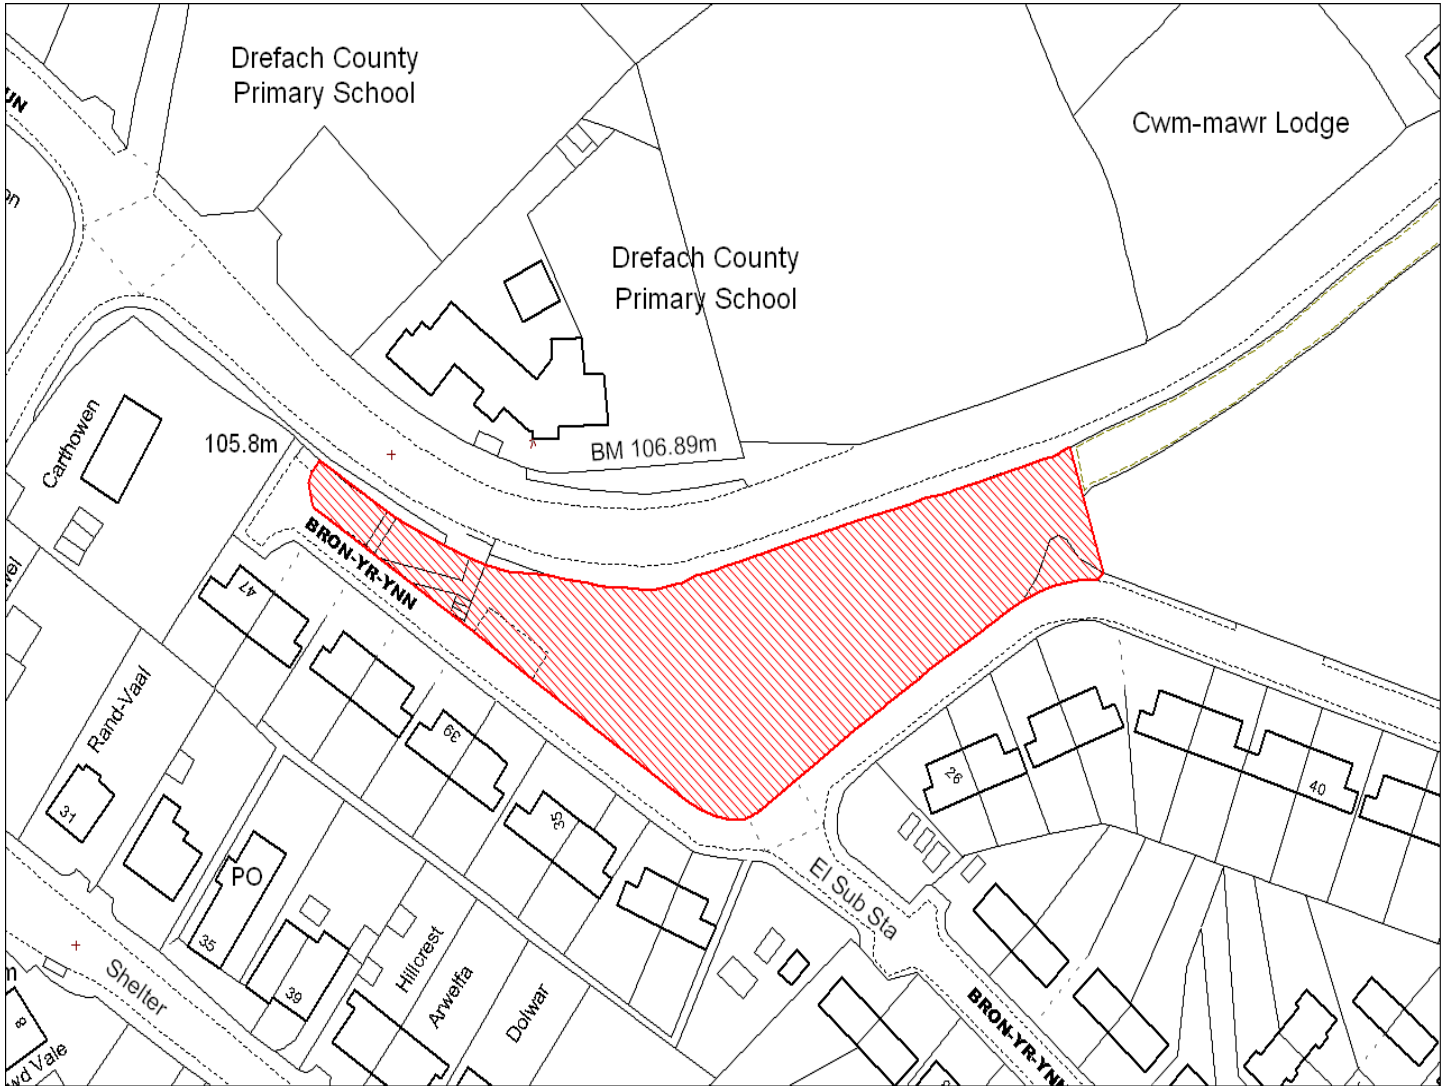 Drefach County
Primary School
Cwm-mawr Lodge
Drefach County
Primary School
BM 106.89m
105.8m
Carthowen
BRON-YR-YNN
47
39
35
26
40
Rand-Vaal
31
PO
35
39
El Sub Sta
Shelter
Hillcrest
Arwelfa
Dolwar
BRON-YR-YNN
8